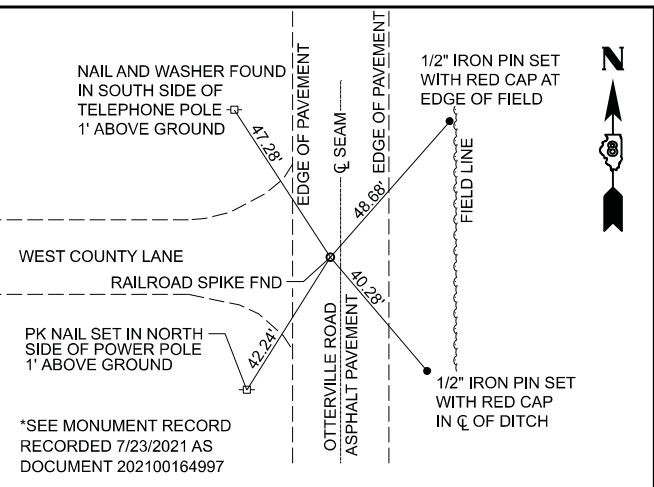 NAIL AND WASHER FOUND
IN SOUTH SIDE OF
TELEPHONE POLE
1' ABOVE GROUND
47.28'
EDGE OF PAVEMENT
℄ SEAM
EDGE OF PAVEMENT
1/2" IRON PIN SET
WITH RED CAP AT
EDGE OF FIELD
N
8
48.68'
FIELD LINE
WEST COUNTY LANE
RAILROAD SPIKE FND
40.28'
PK NAIL SET IN NORTH
SIDE OF POWER POLE
1' ABOVE GROUND
42.24'
OTTERVILLE ROAD
ASPHALT PAVEMENT
1/2" IRON PIN SET
WITH RED CAP
IN ℄ OF DITCH
*SEE MONUMENT RECORD
RECORDED 7/23/2021 AS
DOCUMENT 202100164997